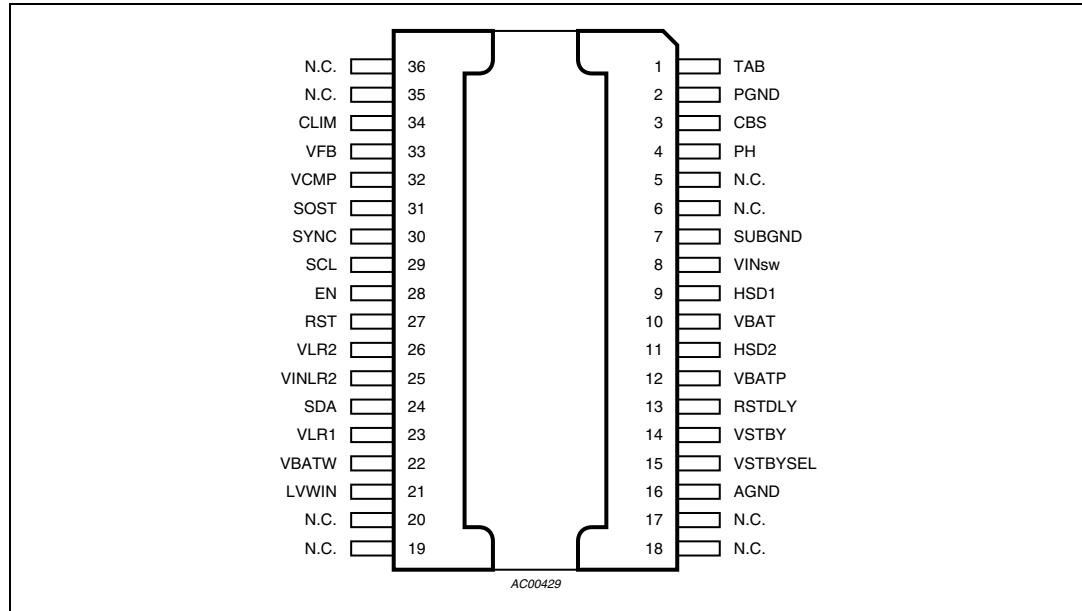 N.C. 36 1 TAB
N.C. 35 2 PGND
CLIM 34 3 CBS
VFB 33 4 PH
VCMP 32 5 N.C.
SOST 31 6 N.C.
SYNC 30 7 SUBGND
SCL 29 8 VINsw
EN 28 9 HSD1
RST 27 10 VBAT
VLR2 26 11 HSD2
VINLR2 25 12 VBATP
SDA 24 13 RSTDLY
VLR1 23 14 VSTBY
VBATW 22 15 VSTBYSEL
LVWIN 21 16 AGND
N.C. 20 17 N.C.
N.C. 19 18 N.C.
AC00429